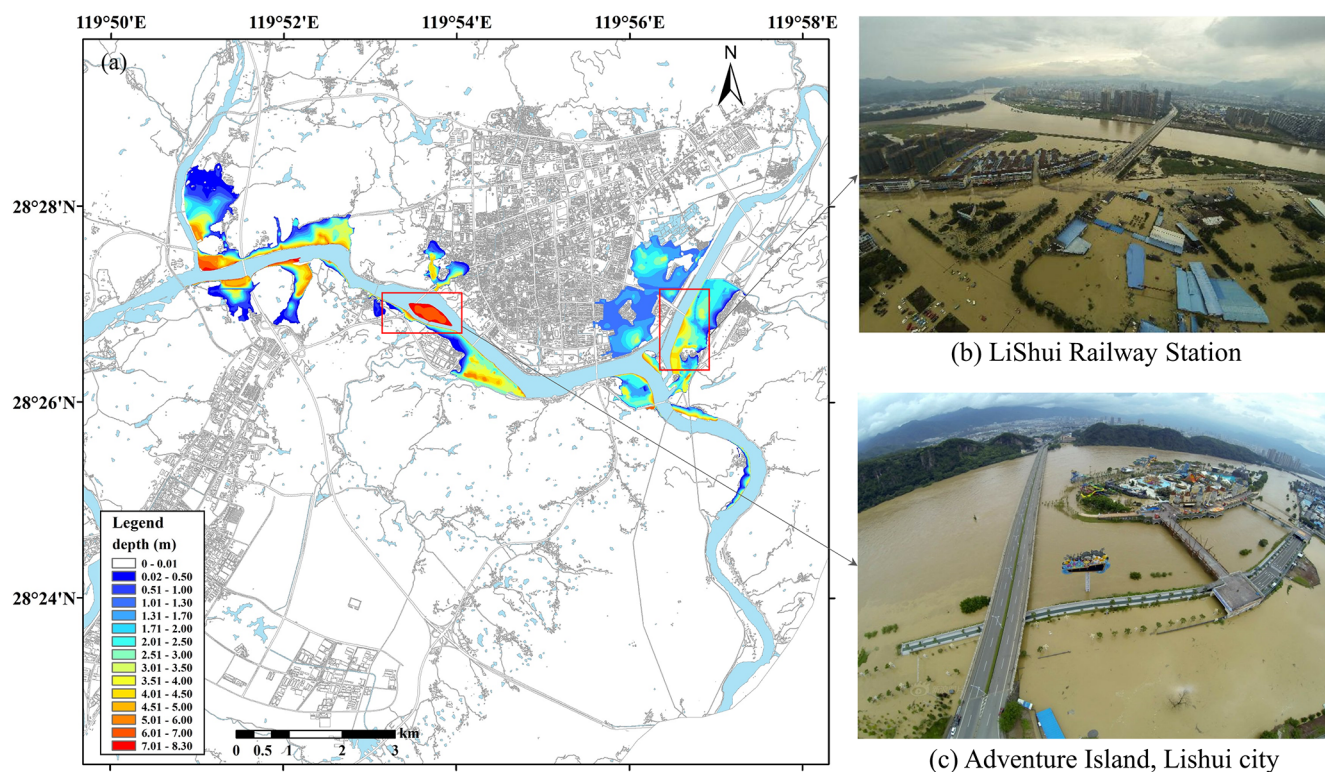 119°50'E 119°52'E 119°54'E 119°56'E 119°58'E
(a)
N
28°28'N
28°26'N
28°24'N
Legend
depth (m)
0 - 0.01
0.02 - 0.50
0.51 - 1.00
1.01 - 1.30
1.31 - 1.70
1.71 - 2.00
2.01 - 2.50
2.51 - 3.00
3.01 - 3.50
3.51 - 4.00
4.01 - 4.50
4.51 - 5.00
5.01 - 6.00
6.01 - 7.00
7.01 - 8.30
km
0 0.5 1 2 3
(b) LiShui Railway Station
(c) Adventure Island, Lishui city